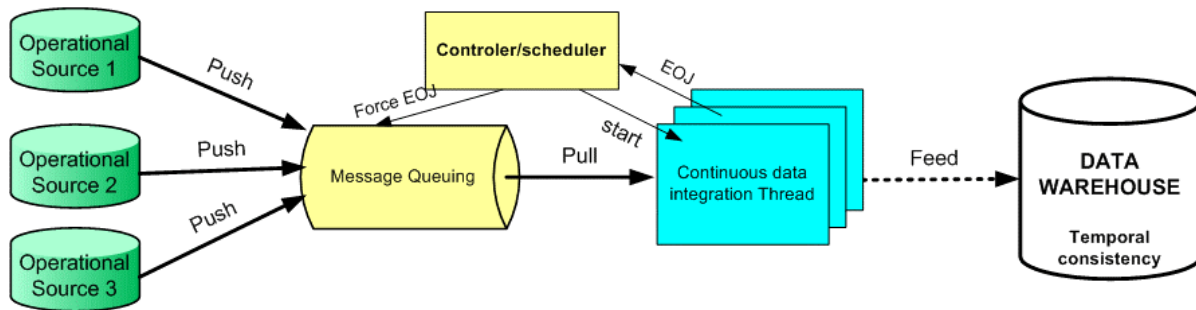 Operational
Source 1
Push
Controler/scheduler
EOJ
Force EOJ
start
Operational
Source 2
Push
Message Queuing
Pull
Continuous data
integration Thread
Feed
DATA
WAREHOUSE
Temporal
consistency
Push
Operational
Source 3